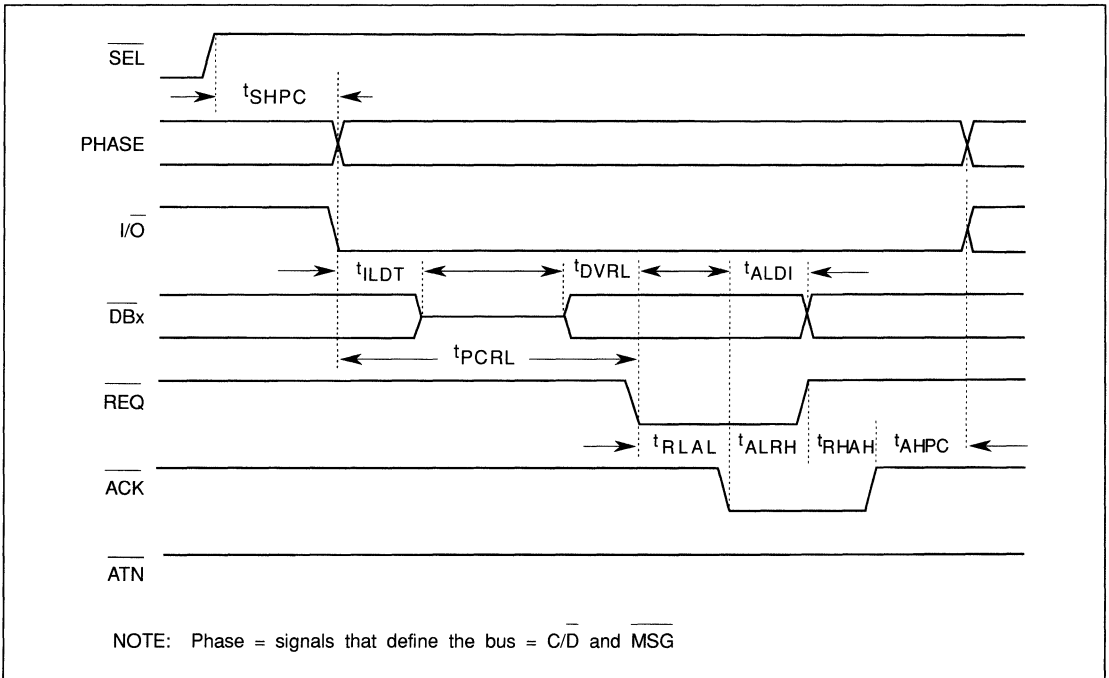 SEL
tSHPC
PHASE
I/O
tILDT tDVRL tALDI
DBx
tPCRL
REQ
tRLAL tALRH tRHAH tAHPC
ACK
ATN
NOTE: Phase = signals that define the bus = C/D and MSG